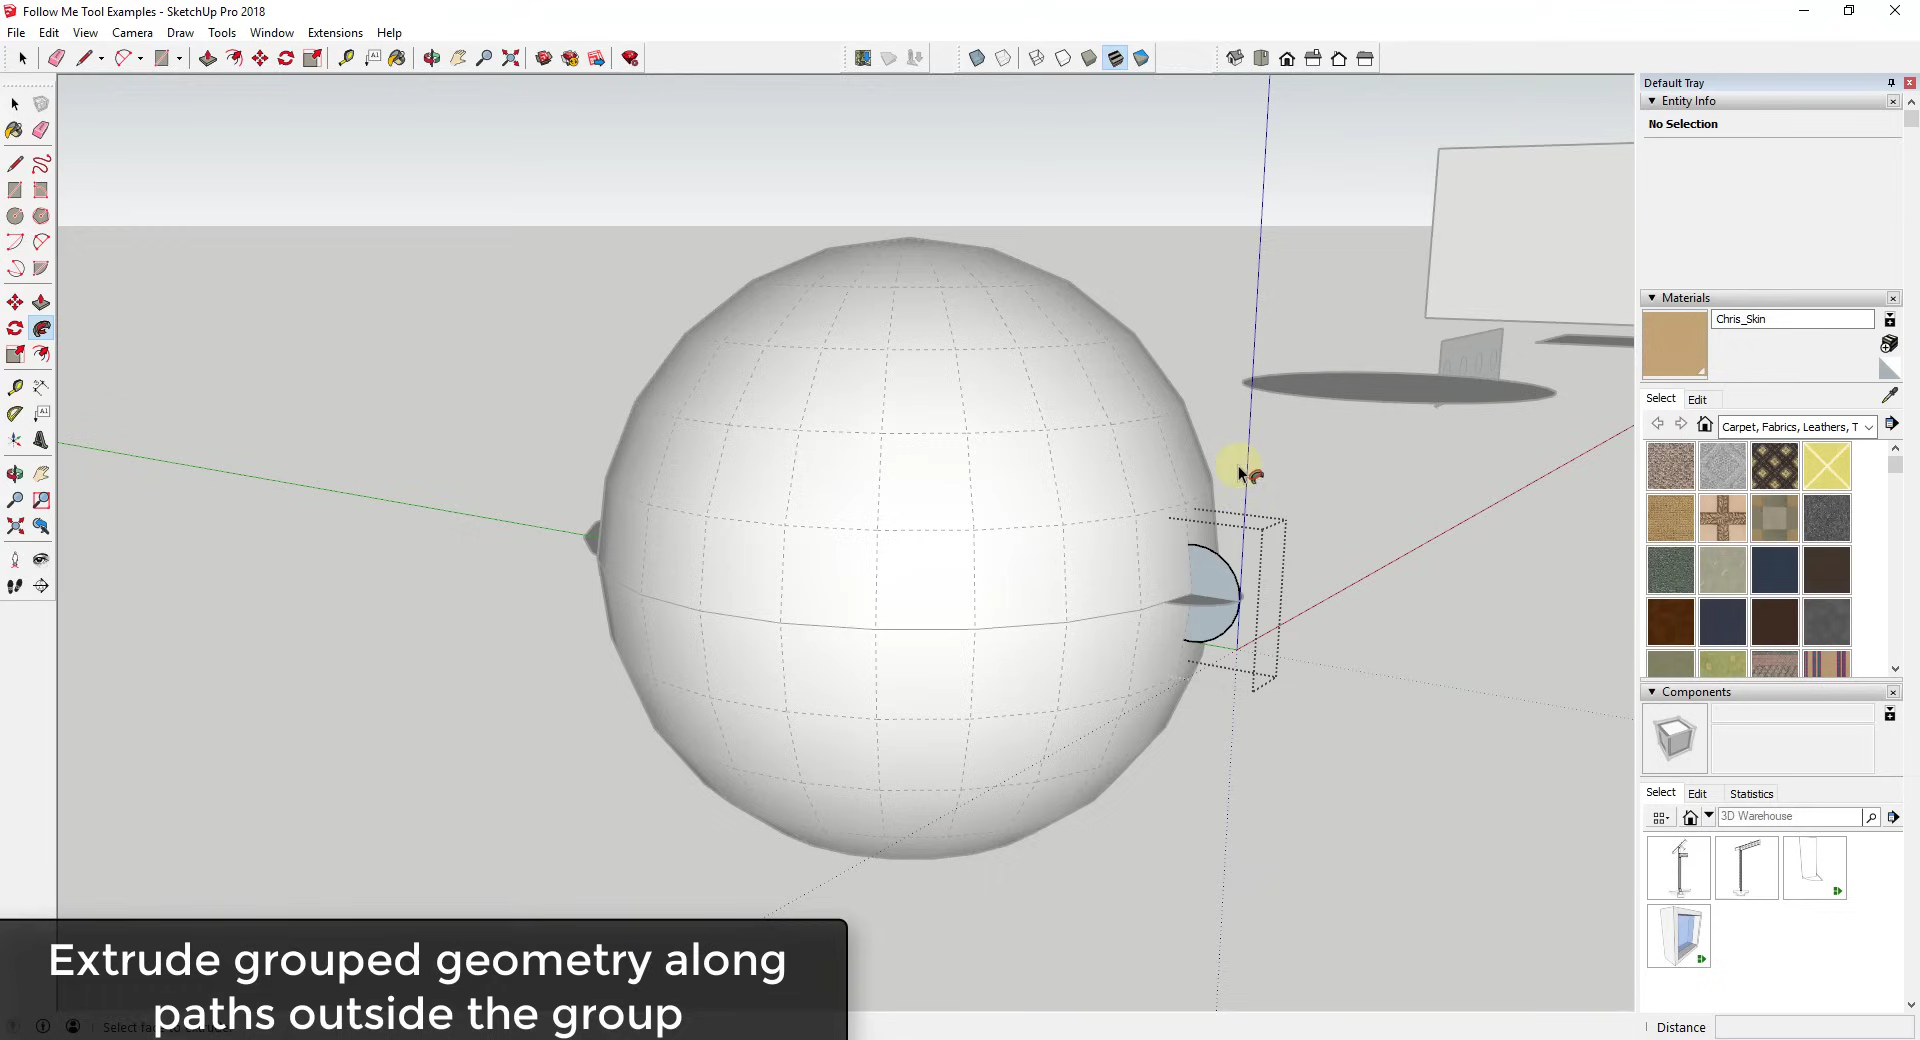 Follow Me Tool Examples - SketchUp Pro 2018
File Edit View Camera Draw Tools Window Extensions Help
Default Tray
Entity Info
No Selection
Materials
Chris_Skin
Select Edit
Carpet, Fabrics, Leathers, T
Components
Select Edit Statistics
3D Warehouse
Extrude grouped geometry along
paths outside the group
Distance